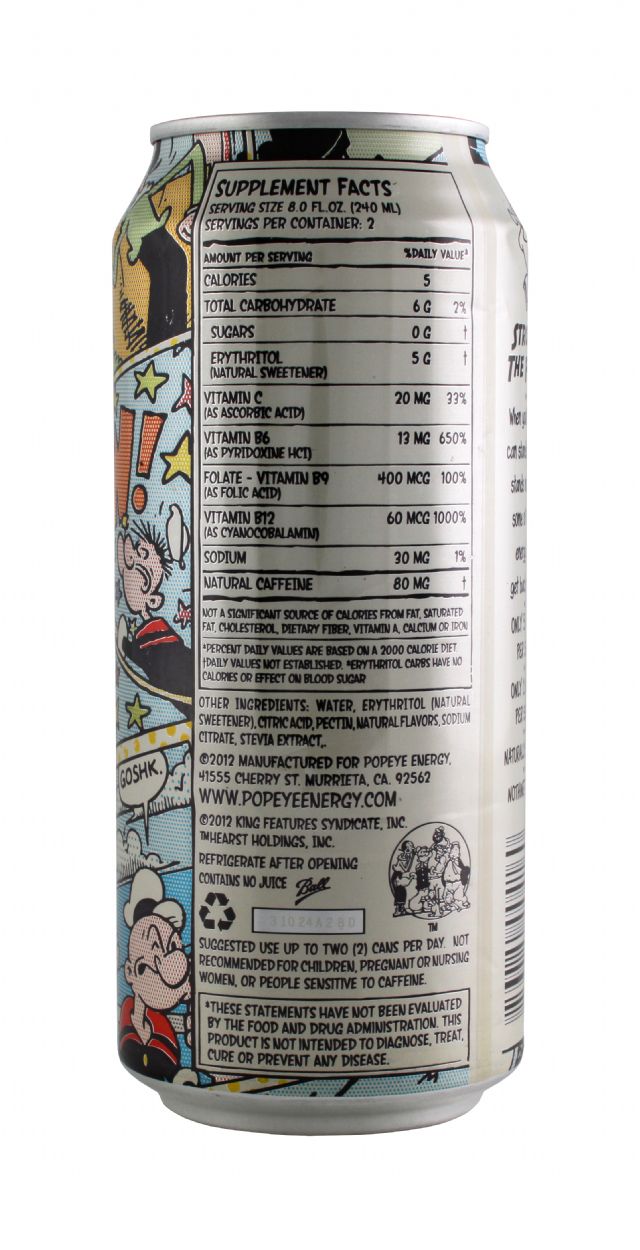 SUPPLEMENT FACTS
SERVING SIZE 8.0 FL.OZ. (240 ML)
SERVINGS PER CONTAINER: 2
AMOUNT PER SERVING %DAILY VALUE*
CALORIES 5
TOTAL CARBOHYDRATE 6 G 2%
SUGARS 0 G †
ERYTHRITOL 5 G †
(NATURAL SWEETENER)
VITAMIN C 20 MG 33%
(AS ASCORBIC ACID)
VITAMIN B6 13 MG 650%
(AS PYRIDOXINE HCI)
FOLATE - VITAMIN B9 400 MCG 100%
(AS FOLIC ACID)
VITAMIN B12 60 MCG 1000%
(AS CYANOCOBALAMIN)
SODIUM 30 MG 1%
NATURAL CAFFEINE 80 MG †
NOT A SIGNIFICANT SOURCE OF CALORIES FROM FAT, SATURATED
FAT, CHOLESTEROL, DIETARY FIBER, VITAMIN A, CALCIUM OR IRON
*PERCENT DAILY VALUES ARE BASED ON A 2000 CALORIE DIET.
†DAILY VALUES NOT ESTABLISHED. *ERYTHRITOL CARBS HAVE NO
CALORIES OR EFFECT ON BLOOD SUGAR
OTHER INGREDIENTS: WATER, ERYTHRITOL (NATURAL
SWEETENER), CITRIC ACID, PECTIN, NATURAL FLAVORS, SODIUM
CITRATE, STEVIA EXTRACT,.
©2012 MANUFACTURED FOR POPEYE ENERGY.
41555 CHERRY ST. MURRIETA, CA. 92562
WWW.POPEYEENERGY.COM
©2012 KING FEATURES SYNDICATE, INC.
™HEARST HOLDINGS, INC.
REFRIGERATE AFTER OPENING
CONTAINS NO JUICE Ball
31024A28D
TM
SUGGESTED USE UP TO TWO (2) CANS PER DAY. NOT
RECOMMENDED FOR CHILDREN, PREGNANT OR NURSING
WOMEN, OR PEOPLE SENSITIVE TO CAFFEINE.
*THESE STATEMENTS HAVE NOT BEEN EVALUATED
BY THE FOOD AND DRUG ADMINISTRATION. THIS
PRODUCT IS NOT INTENDED TO DIAGNOSE, TREAT,
CURE OR PREVENT ANY DISEASE.
!!
GOSHK.
THE
When
can
ONLY
PER
ONLY